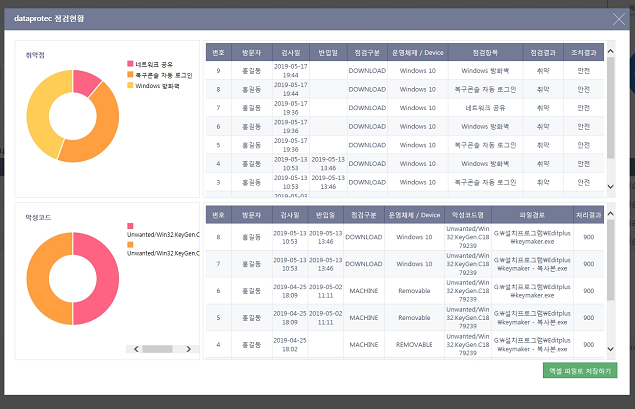 dataprotec 점검현황
취약점
네트워크 공유
복구콘솔 자동 로그인
Windows 방화벽
번호 방문자 검사일 반입일 점검구분 운영체제 / Device 점검항목 점검결과 조치결과
9 홍길동 2019-05-17 19:44 DOWNLOAD Windows 10 Windows 방화벽 취약 안전
8 홍길동 2019-05-17 19:44 DOWNLOAD Windows 10 복구콘솔 자동 로그인 취약 안전
7 홍길동 2019-05-17 19:36 DOWNLOAD Windows 10 네트워크 공유 취약 안전
6 홍길동 2019-05-17 19:36 DOWNLOAD Windows 10 Windows 방화벽 취약 안전
5 홍길동 2019-05-17 19:36 DOWNLOAD Windows 10 복구콘솔 자동 로그인 취약 안전
4 홍길동 2019-05-13 10:53 2019-05-13 13:46 DOWNLOAD Windows 10 Windows 방화벽 취약 안전
3 홍길동 2019-05-13 10:53 2019-05-13 13:46 DOWNLOAD Windows 10 복구콘솔 자동 로그인 취약 안전
2019-05-03
악성코드
Unwanted/Win32.KeyGen.C
Unwanted/Win32.KeyGen.C
번호 방문자 검사일 반입일 점검구분 운영체제 / Device 악성코드명 파일경로 처리결과
8 홍길동 2019-05-13 10:53 2019-05-13 13:46 DOWNLOAD Windows 10 Unwanted/Win32.KeyGen.C1879239 G:₩설치프로그램₩Editplus₩keymaker.exe 900
7 홍길동 2019-05-13 10:53 2019-05-13 13:46 DOWNLOAD Windows 10 Unwanted/Win32.KeyGen.C1879239 G:₩설치프로그램₩Editplus₩keymaker - 복사본.exe 900
6 홍길동 2019-04-25 18:09 2019-05-02 11:11 MACHINE Removable Unwanted/Win32.KeyGen.C1879239 G:₩설치프로그램₩Editplus₩keymaker.exe 900
5 홍길동 2019-04-25 18:09 2019-05-02 11:11 MACHINE Removable Unwanted/Win32.KeyGen.C1879239 G:₩설치프로그램₩Editplus₩keymaker - 복사본.exe 900
4 홍길동 2019-04-25 18:02 MACHINE REMOVABLE Unwanted/Win32.KeyGen.C1879239 G:₩설치프로그램₩Editplus₩keymaker - 복사본.exe 900
엑셀 파일로 저장하기